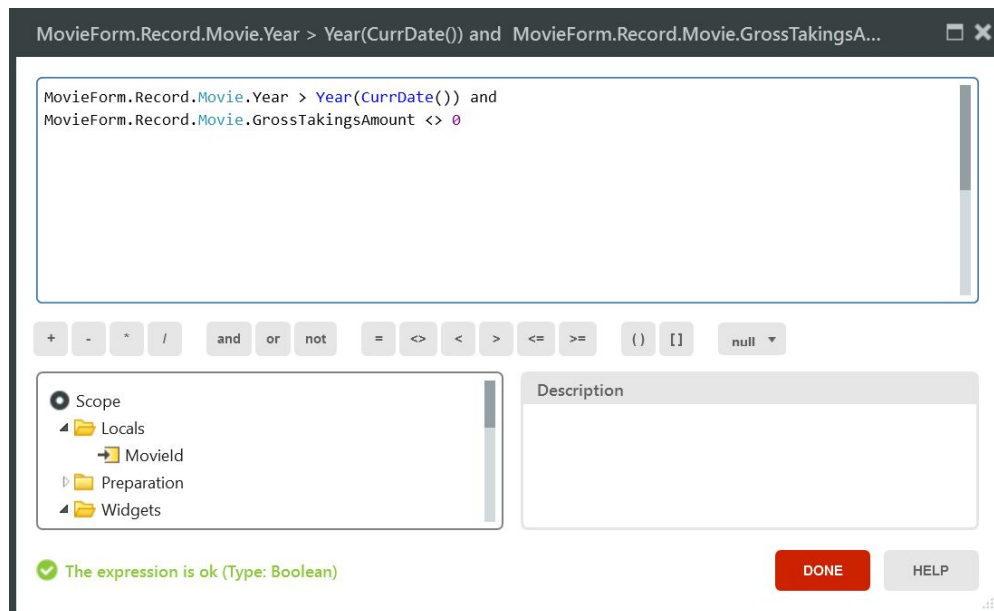 MovieForm.Record.Movie.Year > Year(CurrDate()) and  MovieForm.Record.Movie.GrossTakingsA...
MovieForm.Record.Movie.Year > Year(CurrDate()) and
MovieForm.Record.Movie.GrossTakingsAmount <> 0
+ - * / and or not = <> < > <= >= () [] null
Scope
Locals
MovieId
Preparation
Widgets
Description
The expression is ok (Type: Boolean)
DONE HELP